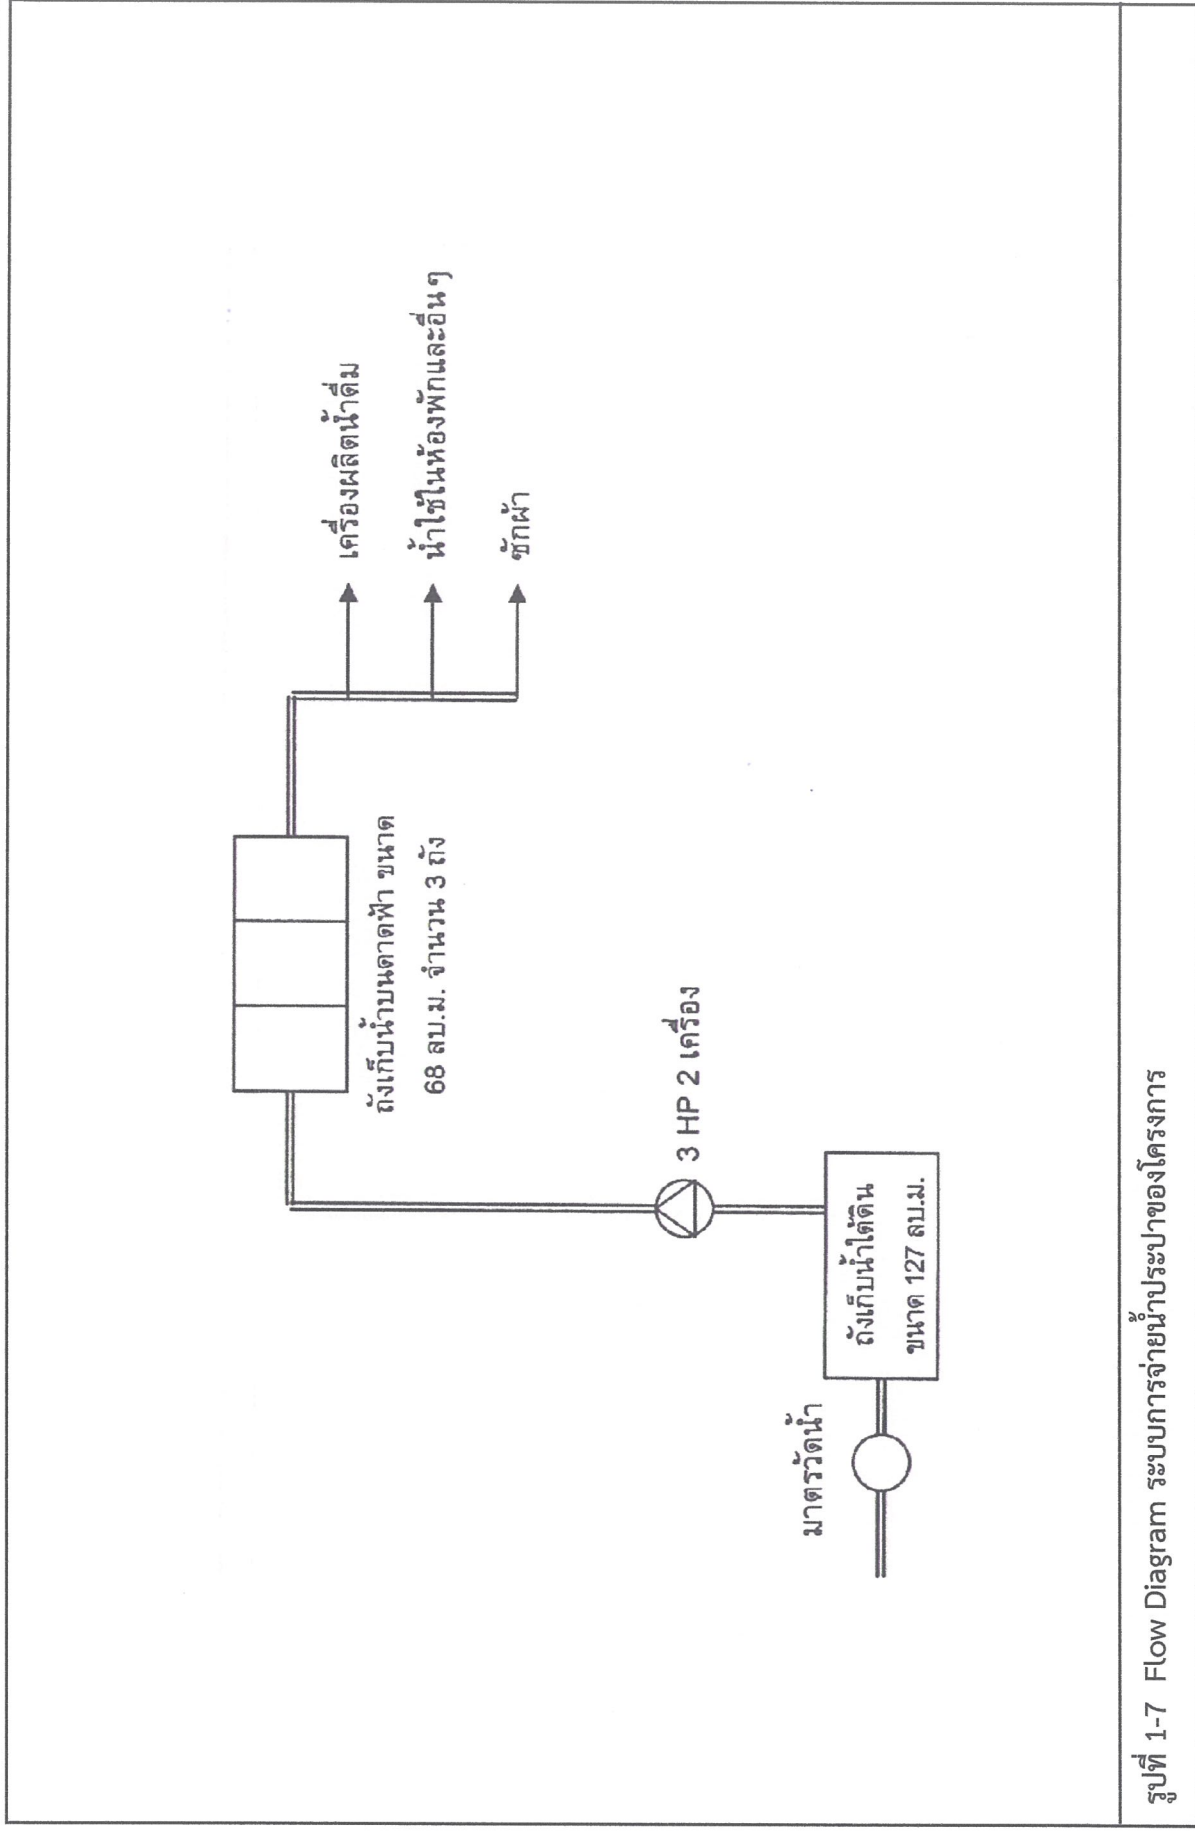 เครื่องผลิตน้ำดื่ม
น้ำใช้ในห้องพักและอื่นๆ
ซักผ้า
ถังเก็บน้ำบนดาดฟ้า ขนาด
68 ลบ.ม. จำนวน 3 ถัง
3 HP 2 เครื่อง
มาตรวัดน้ำ
ถังเก็บน้ำใต้ดิน
ขนาด 127 ลบ.ม.
รูปที่ 1-7 Flow Diagram ระบบการจ่ายน้ำประปาของโครงการ